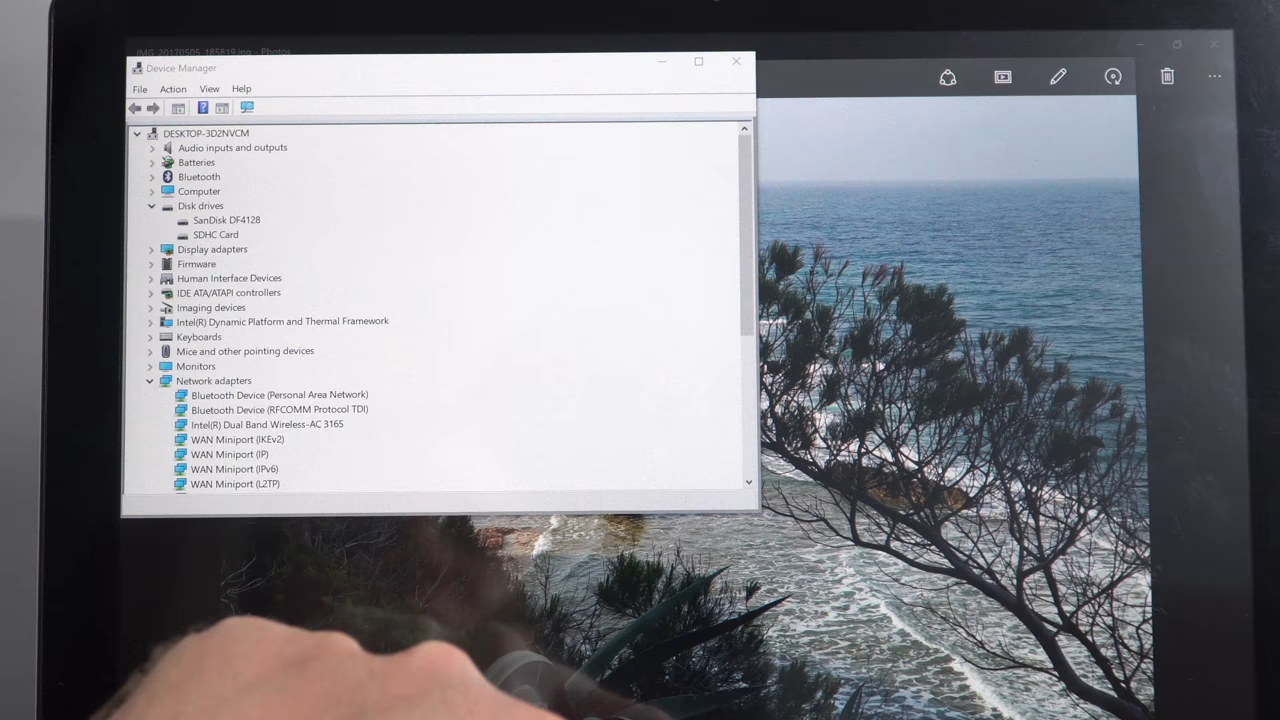 IMG_20170505_185819.jpg - Photos
Device Manager
File Action View Help
DESKTOP-3D2NVCM
Audio inputs and outputs
Batteries
Bluetooth
Computer
Disk drives
SanDisk DF4128
SDHC Card
Display adapters
Firmware
Human Interface Devices
IDE ATA/ATAPI controllers
Imaging devices
Intel(R) Dynamic Platform and Thermal Framework
Keyboards
Mice and other pointing devices
Monitors
Network adapters
Bluetooth Device (Personal Area Network)
Bluetooth Device (RFCOMM Protocol TDI)
Intel(R) Dual Band Wireless-AC 3165
WAN Miniport (IKEv2)
WAN Miniport (IP)
WAN Miniport (IPv6)
WAN Miniport (L2TP)